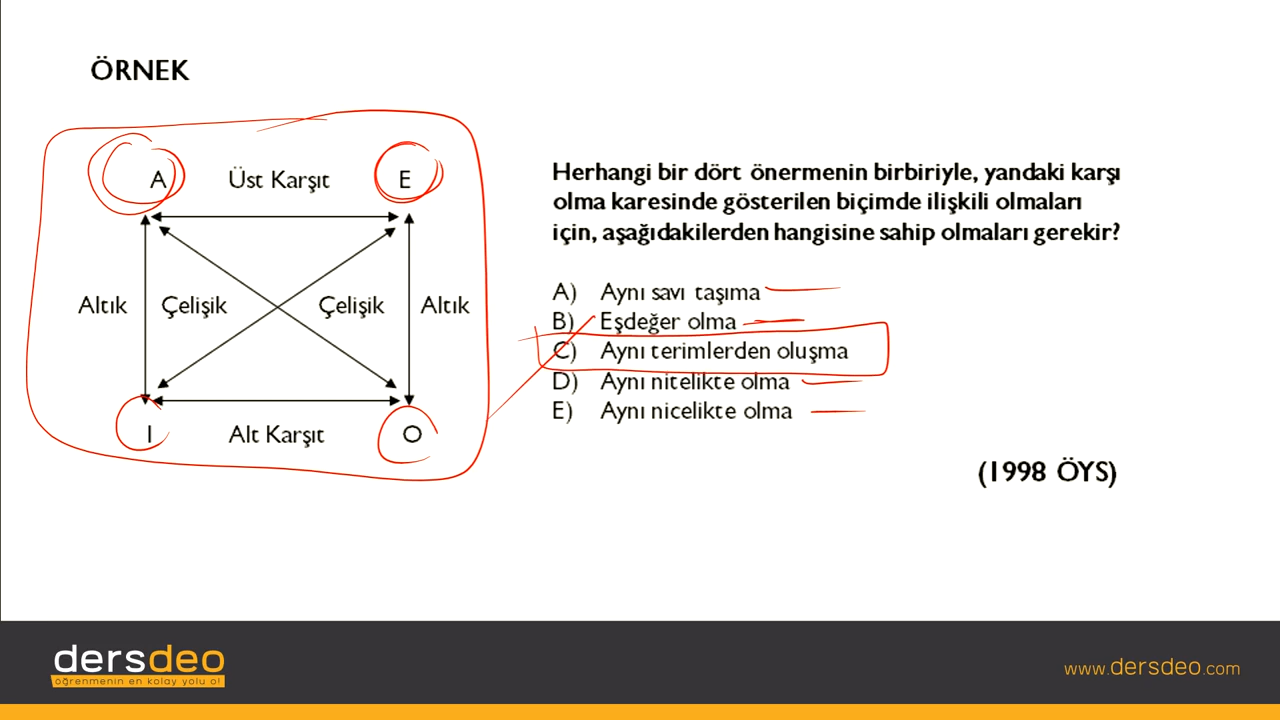 ÖRNEK
A Üst Karşıt E
Altık Çelişik Çelişik Altık
I Alt Karşıt O
Herhangi bir dört önermenin birbiriyle, yandaki karşı
olma karesinde gösterilen biçimde ilişkili olmaları
için, aşağıdakilerden hangisine sahip olmaları gerekir?
A) Aynı savı taşıma
B) Eşdeğer olma
C) Aynı terimlerden oluşma
D) Aynı nitelikte olma
E) Aynı nicelikte olma
(1998 ÖYS)
dersdeo
öğrenmenin en kolay yolu o!
www.dersdeo.com